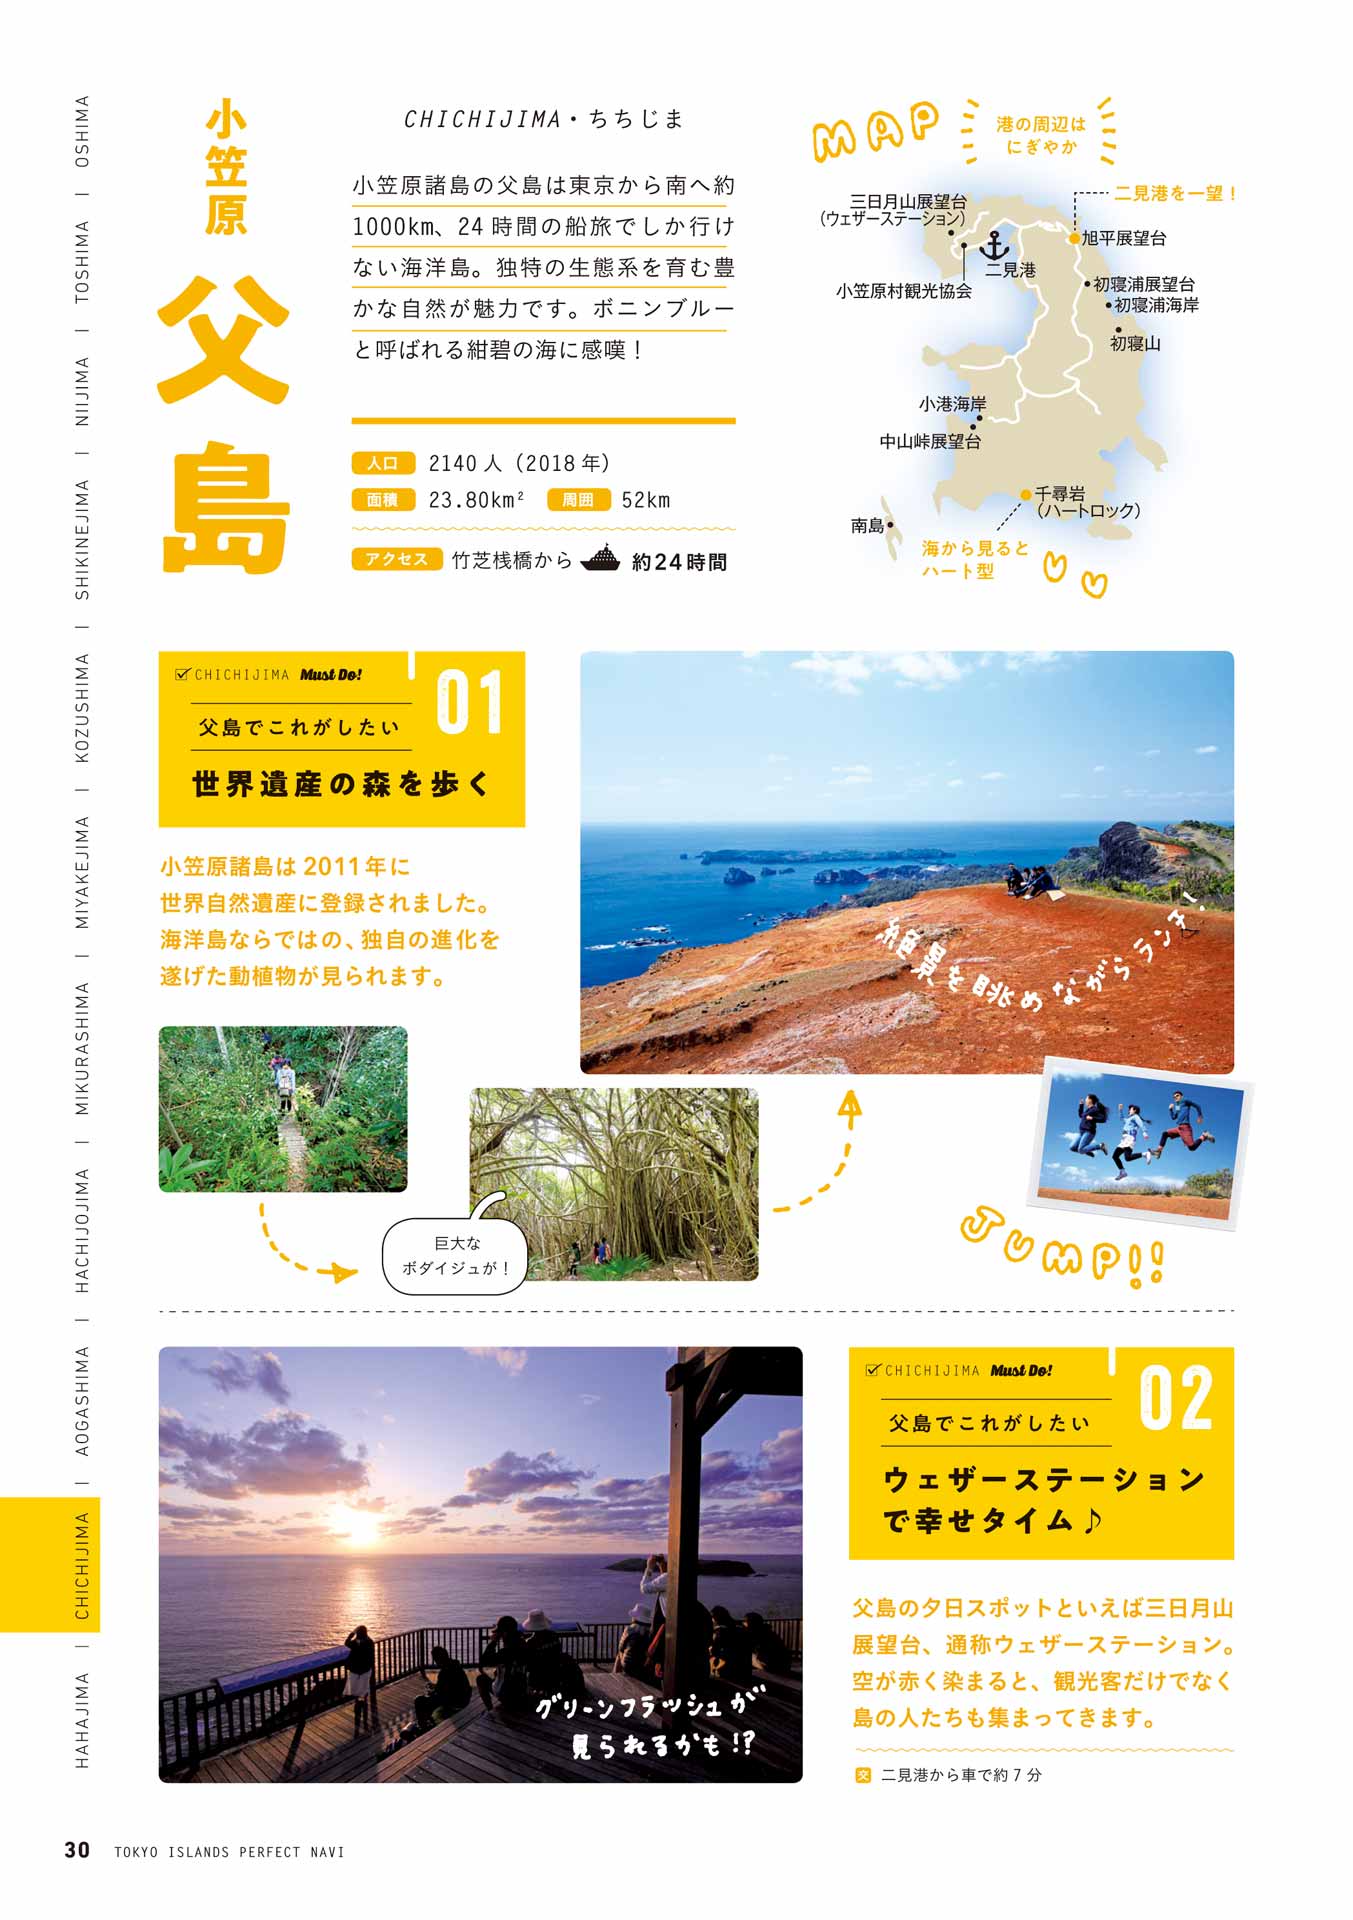 小笠原
父島
CHICHIJIMA・ちちじま
小笠原諸島の父島は東京から南へ約
1000km、24時間の船旅でしか行け
ない海洋島。独特の生態系を育む豊
かな自然が魅力です。ボニンブルー
と呼ばれる紺碧の海に感嘆！
人口 2140人（2018年）
面積 23.80km² 周囲 52km
アクセス 竹芝桟橋から 約24時間
MAP
港の周辺は
にぎやか
二見港を一望！
三日月山展望台
（ウェザーステーション）
旭平展望台
二見港
小笠原村観光協会
初寝浦展望台
初寝浦海岸
初寝山
小港海岸
中山峠展望台
千尋岩
（ハートロック）
南島
海から見ると
ハート型
CHICHIJIMA Must Do!
01
父島でこれがしたい
世界遺産の森を歩く
小笠原諸島は2011年に
世界自然遺産に登録されました。
海洋島ならではの、独自の進化を
遂げた動植物が見られます。
絶景を眺めながらランチ！
巨大な
ボダイジュが！
JUMP!!
CHICHIJIMA Must Do!
02
父島でこれがしたい
ウェザーステーション
で幸せタイム♪
父島の夕日スポットといえば三日月山
展望台、通称ウェザーステーション。
空が赤く染まると、観光客だけでなく
島の人たちも集まってきます。
交 二見港から車で約7分
グリーンフラッシュが
見られるかも!?
OSHIMA | TOSHIMA | NIIJIMA | SHIKINEJIMA | KOZUSHIMA | MIYAKEJIMA | MIKURASHIMA | HACHIJOJIMA | AOGASHIMA | CHICHIJIMA | HAHAJIMA
30 TOKYO ISLANDS PERFECT NAVI